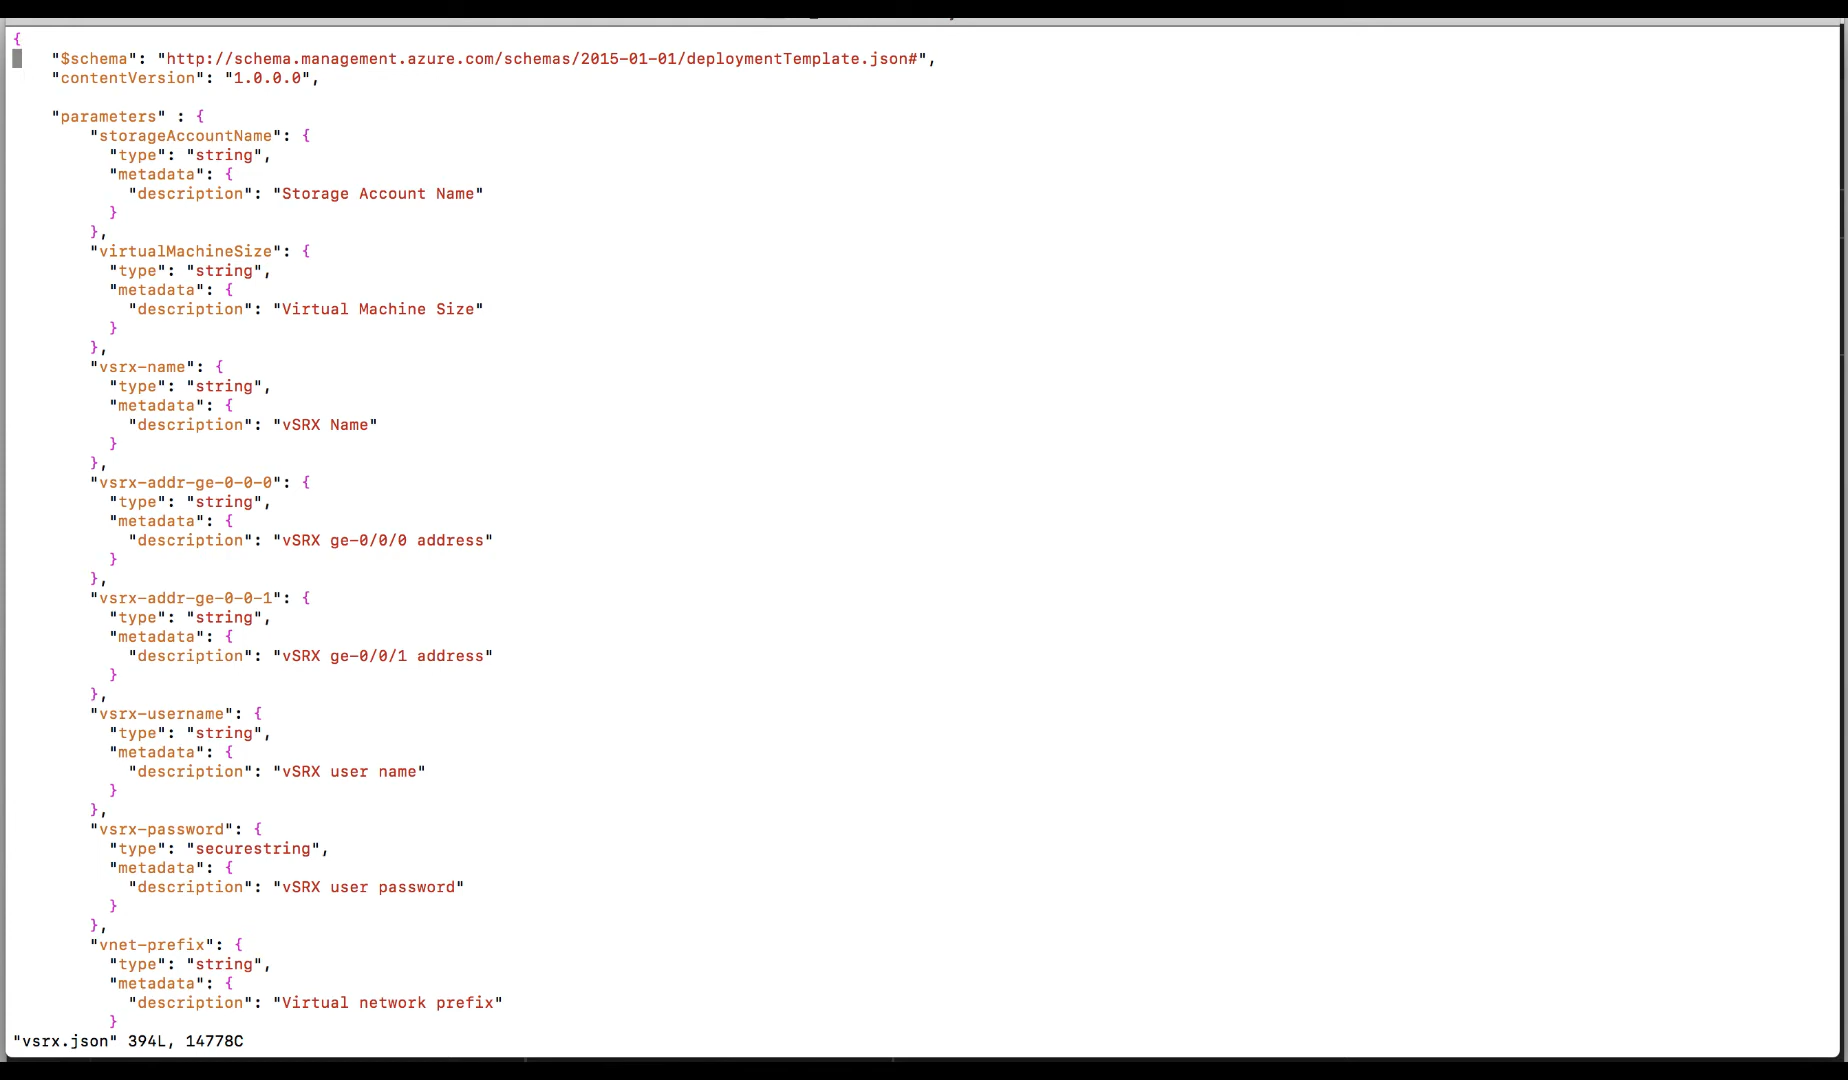 {
    "$schema": "http://schema.management.azure.com/schemas/2015-01-01/deploymentTemplate.json#",
    "contentVersion": "1.0.0.0",

    "parameters" : {
        "storageAccountName": {
          "type": "string",
          "metadata": {
            "description": "Storage Account Name"
          }
        },
        "virtualMachineSize": {
          "type": "string",
          "metadata": {
            "description": "Virtual Machine Size"
          }
        },
        "vsrx-name": {
          "type": "string",
          "metadata": {
            "description": "vSRX Name"
          }
        },
        "vsrx-addr-ge-0-0-0": {
          "type": "string",
          "metadata": {
            "description": "vSRX ge-0/0/0 address"
          }
        },
        "vsrx-addr-ge-0-0-1": {
          "type": "string",
          "metadata": {
            "description": "vSRX ge-0/0/1 address"
          }
        },
        "vsrx-username": {
          "type": "string",
          "metadata": {
            "description": "vSRX user name"
          }
        },
        "vsrx-password": {
          "type": "securestring",
          "metadata": {
            "description": "vSRX user password"
          }
        },
        "vnet-prefix": {
          "type": "string",
          "metadata": {
            "description": "Virtual network prefix"
          }
"vsrx.json" 394L, 14778C